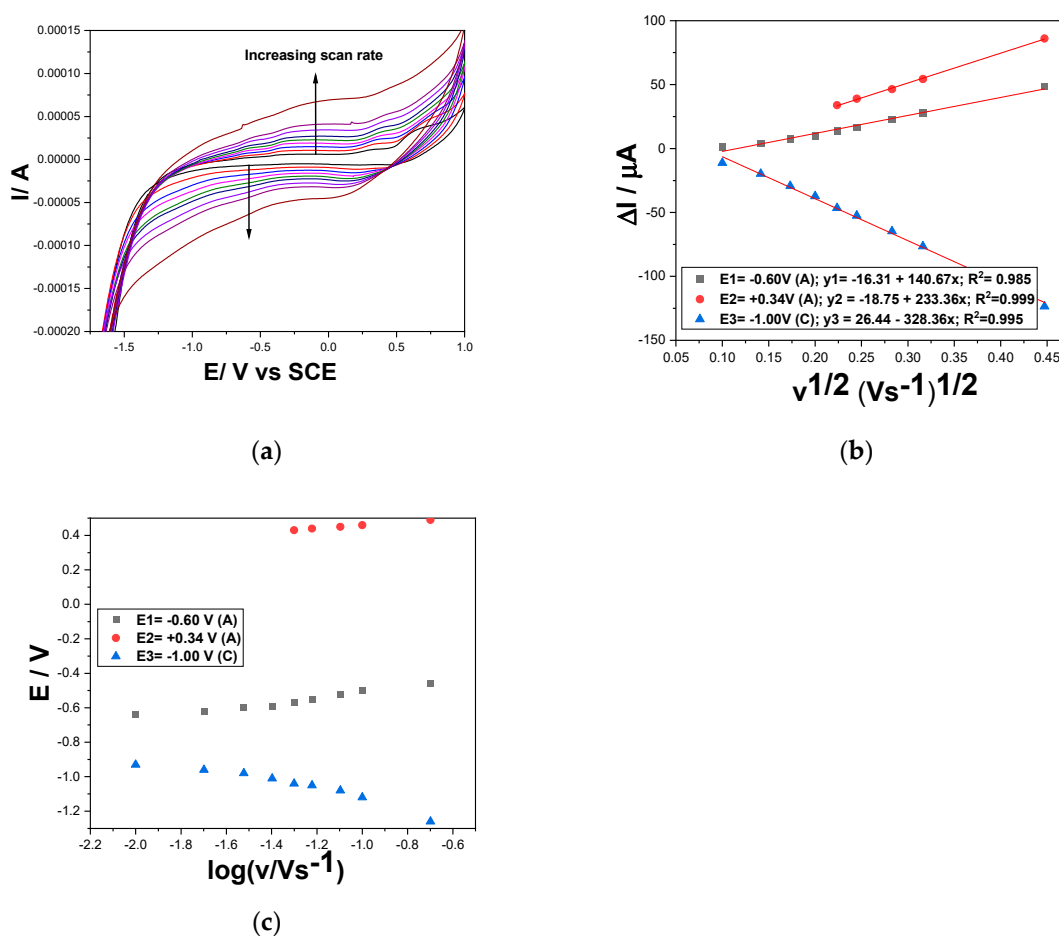 Increasing scan rate
I/ A
0.00015
0.00010
0.00005
0.00000
-0.00005
-0.00010
-0.00015
-0.00020
-1.5 -1.0 -0.5 0.0 0.5 1.0
E/ V vs SCE
(a)
ΔI / μA
100
50
0
-50
-100
-150
E1= -0.60V (A); y1= -16.31 + 140.67x; R²= 0.985
E2= +0.34V (A); y2 = -18.75 + 233.36x; R²=0.999
E3= -1.00V (C); y3 = 26.44 - 328.36x; R²=0.995
0.05 0.10 0.15 0.20 0.25 0.30 0.35 0.40 0.45
v1/2 (Vs-1)1/2
(b)
E / V
0.4
0.2
0.0
-0.2
-0.4
-0.6
-0.8
-1.0
-1.2
E1= -0.60 V (A)
E2= +0.34 V (A)
E3= -1.00 V (C)
-2.2 -2.0 -1.8 -1.6 -1.4 -1.2 -1.0 -0.8 -0.6
log(v/Vs-1)
(c)